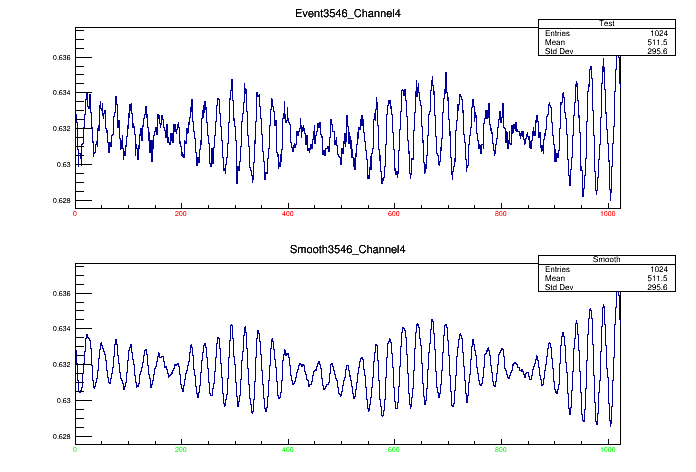 Event3546_Channel4
Test
Entries 1024
Mean 511.5
Std Dev 295.6
0.636
0.634
0.632
0.63
0.628
0 200 400 600 800 1000
Smooth3546_Channel4
Smooth
Entries 1024
Mean 511.5
Std Dev 295.6
0.636
0.634
0.632
0.63
0.628
0 200 400 600 800 1000